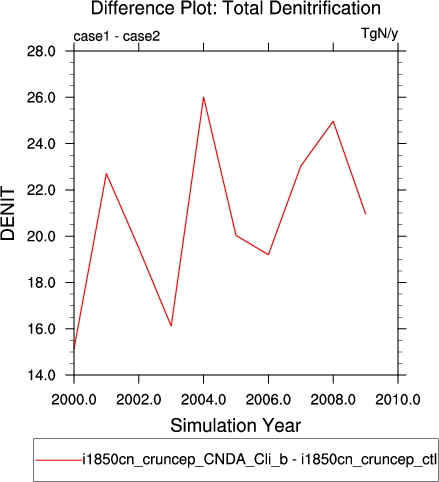 Difference Plot: Total Denitrification
case1 - case2
TgN/y
28.0
26.0
24.0
22.0
20.0
18.0
16.0
14.0
DENIT
2000.0 2002.0 2004.0 2006.0 2008.0 2010.0
Simulation Year
i1850cn_cruncep_CNDA_Cli_b - i1850cn_cruncep_ctl